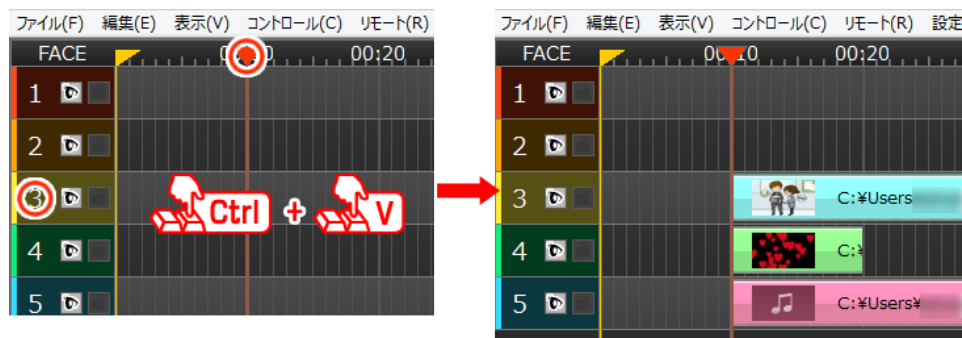 ファイル(F) 編集(E) 表示(V) コントロール(C) リモート(R)
FACE 00:20
1
2
3
Ctrl + V
4
5
ファイル(F) 編集(E) 表示(V) コントロール(C) リモート(R) 設定
FACE 00:20
1
2
3 C:¥Users
4 C:¥
5 C:¥Users¥